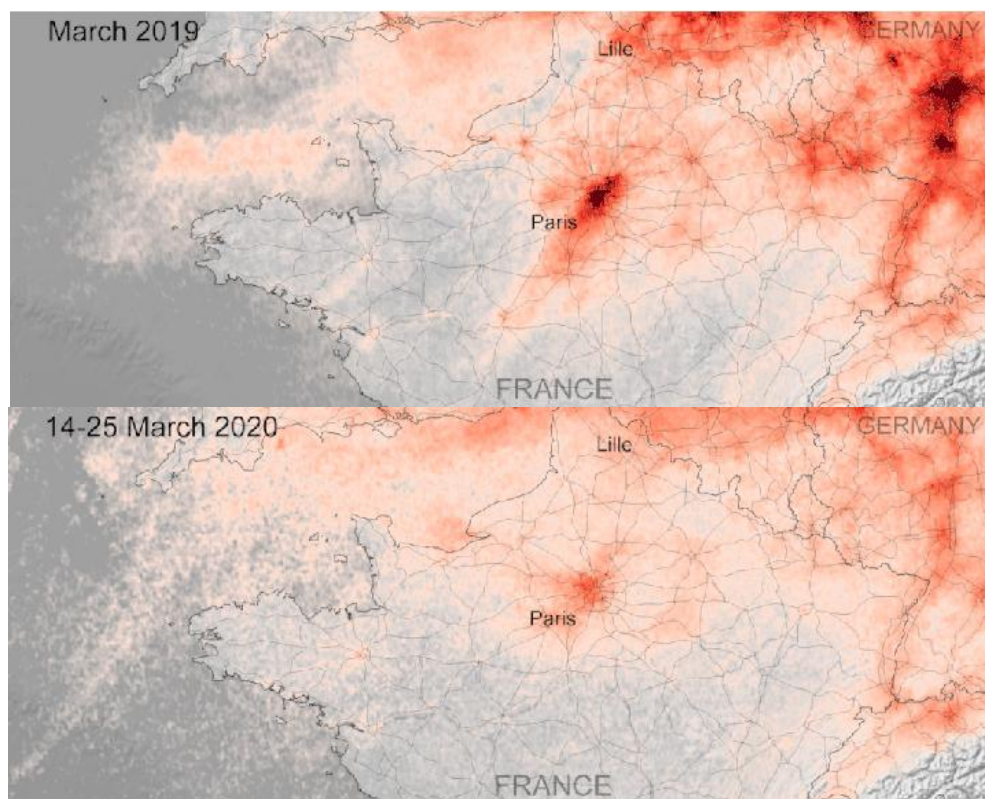 March 2019
GERMANY
Lille
Paris
FRANCE
14-25 March 2020
GERMANY
Lille
Paris
FRANCE